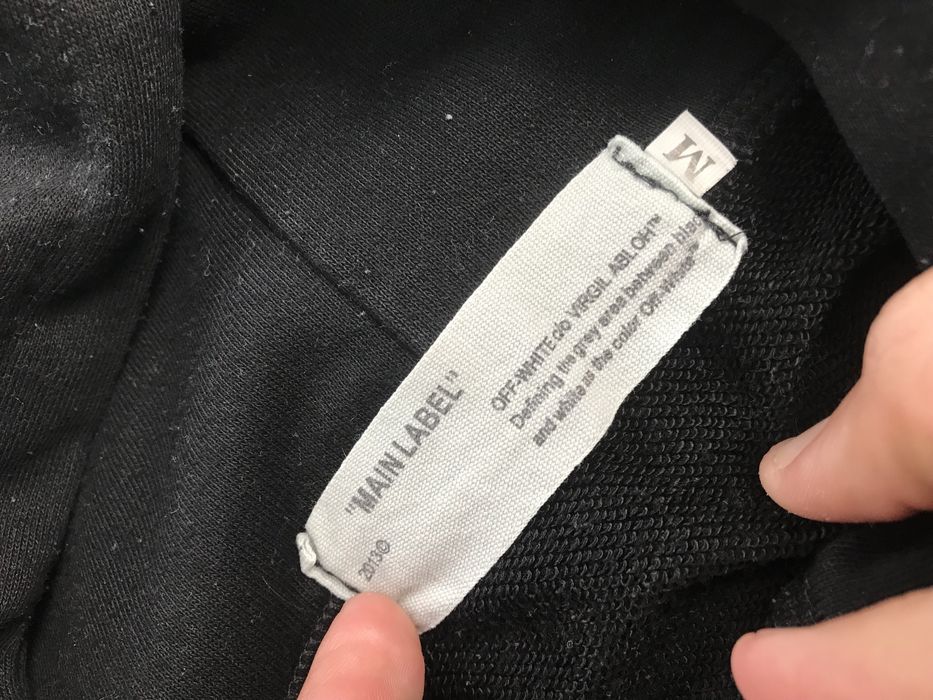 M
"MAIN LABEL"
2013©
OFF-WHITE c/o VIRGIL ABLOH™
Defining the grey area between black
and white as the color Off-White™